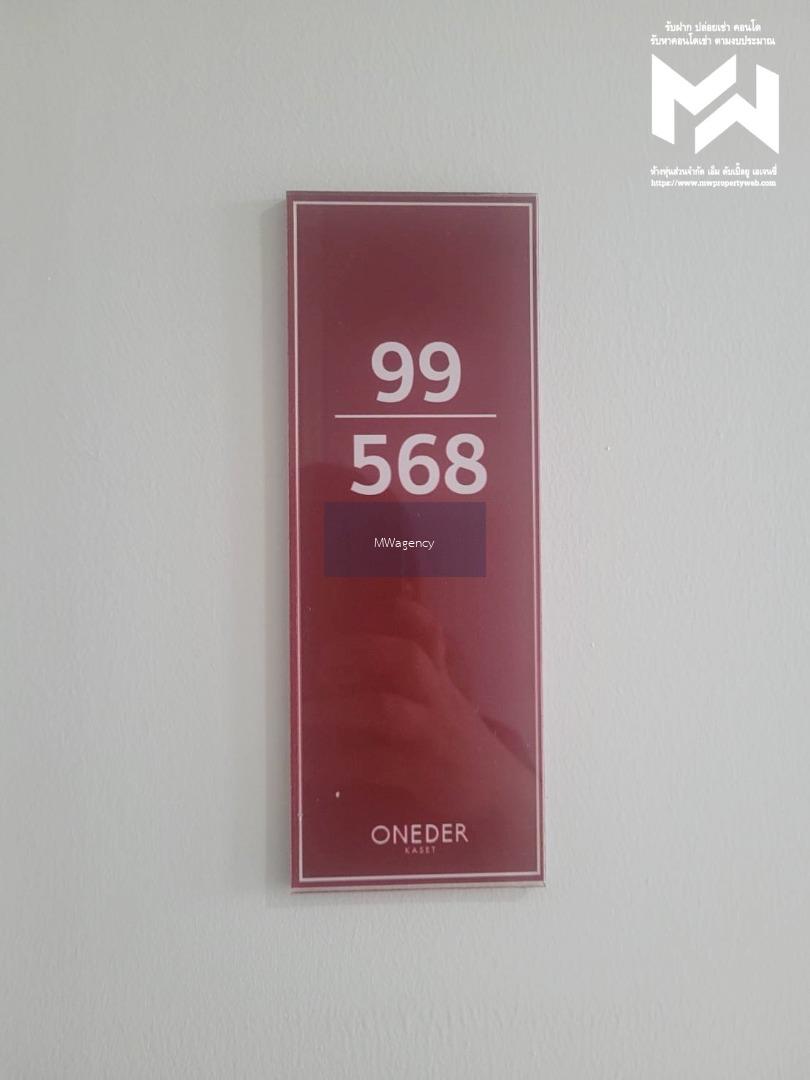 รับฝาก ปล่อยเช่า คอนโด
รับหาคอนโดเช่า ตามงบประมาณ
MW
ห้างหุ้นส่วนจำกัด เอ็ม ดับเบิ้ลยู เอเจนซี่
https://www.mwpropertyweb.com
99
568
MWagency
ONEDER
KASET